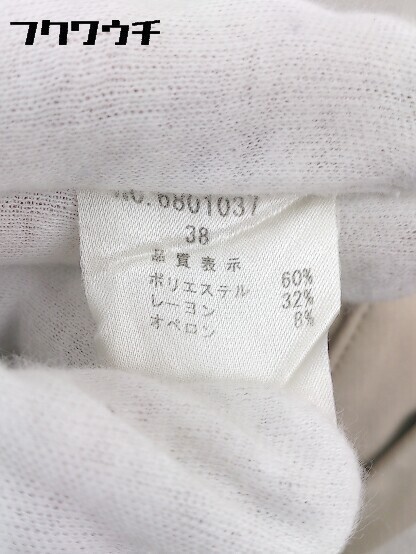 フクワウチ
No.6801037
38
品質表示
ポリエステル 60%
レーヨン 32%
オペロン 8%